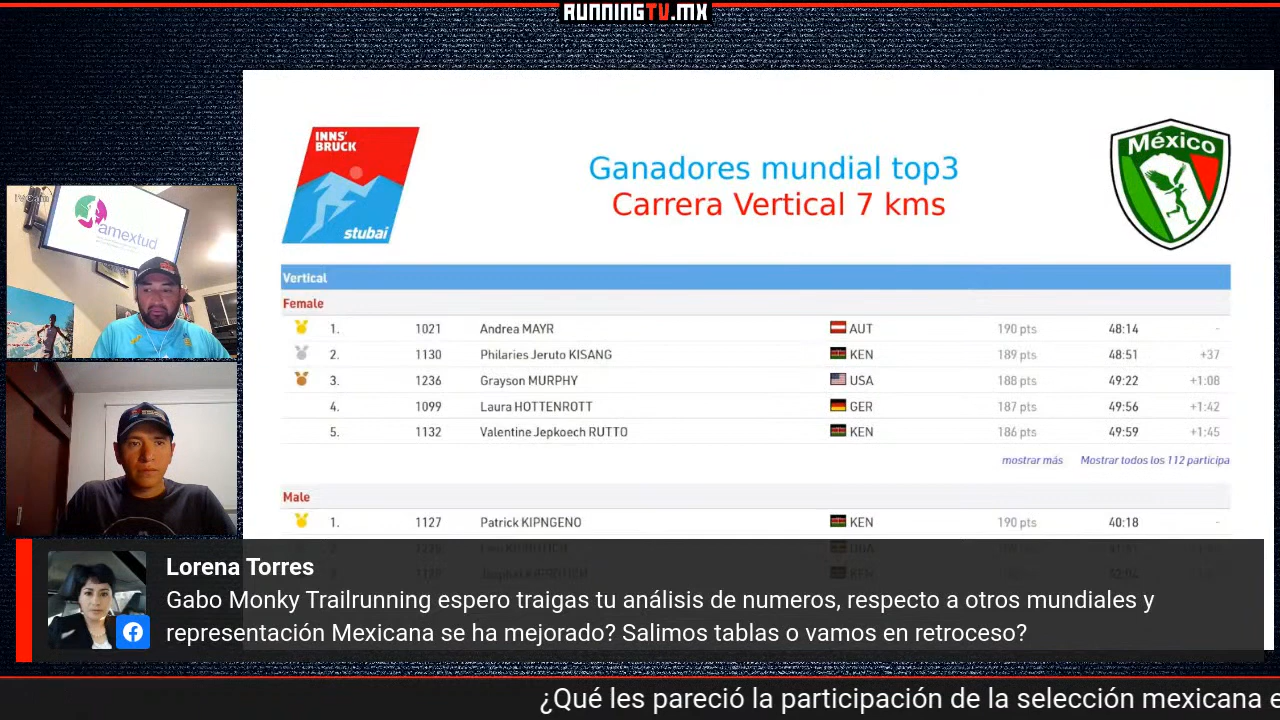 RUNNINGTV.MX
INNS'
BRUCK
stubai
Ganadores mundial top3
Carrera Vertical 7 kms
México
iVCam
amextud
Vertical
Female
1. 1021 Andrea MAYR AUT 190 pts 48:14 -
2. 1130 Philaries Jeruto KISANG KEN 189 pts 48:51 +37
3. 1236 Grayson MURPHY USA 188 pts 49:22 +1:08
4. 1099 Laura HOTTENROTT GER 187 pts 49:56 +1:42
5. 1132 Valentine Jepkoech RUTTO KEN 186 pts 49:59 +1:45
mostrar más Mostrar todos los 112 participa
Male
1. 1127 Patrick KIPNGENO KEN 190 pts 40:18 -
Lorena Torres
Gabo Monky Trailrunning espero traigas tu análisis de numeros, respecto a otros mundiales y
representación Mexicana se ha mejorado? Salimos tablas o vamos en retroceso?
¿Qué les pareció la participación de la selección mexicana e